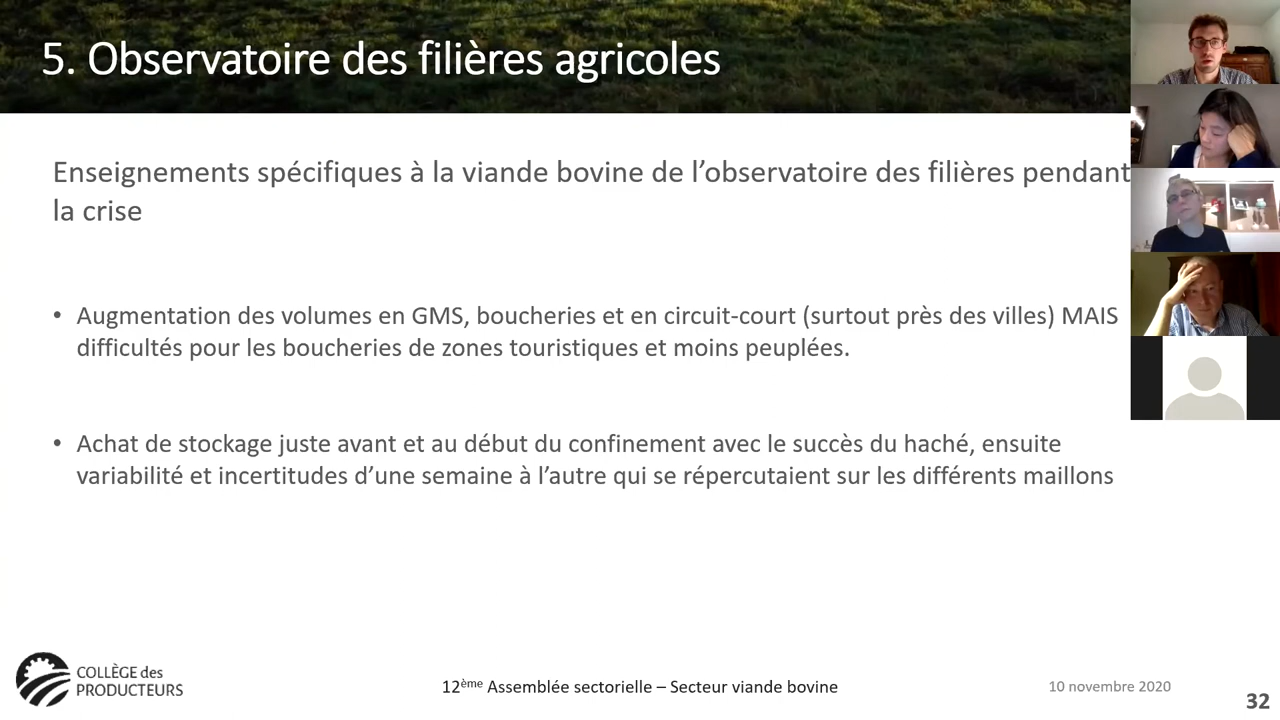 5. Observatoire des filières agricoles
Enseignements spécifiques à la viande bovine de l’observatoire des filières pendant
la crise
• Augmentation des volumes en GMS, boucheries et en circuit-court (surtout près des villes) MAIS
difficultés pour les boucheries de zones touristiques et moins peuplées.
• Achat de stockage juste avant et au début du confinement avec le succès du haché, ensuite
variabilité et incertitudes d’une semaine à l’autre qui se répercutaient sur les différents maillons
COLLÈGE des
PRODUCTEURS
12ème Assemblée sectorielle – Secteur viande bovine
10 novembre 2020
32